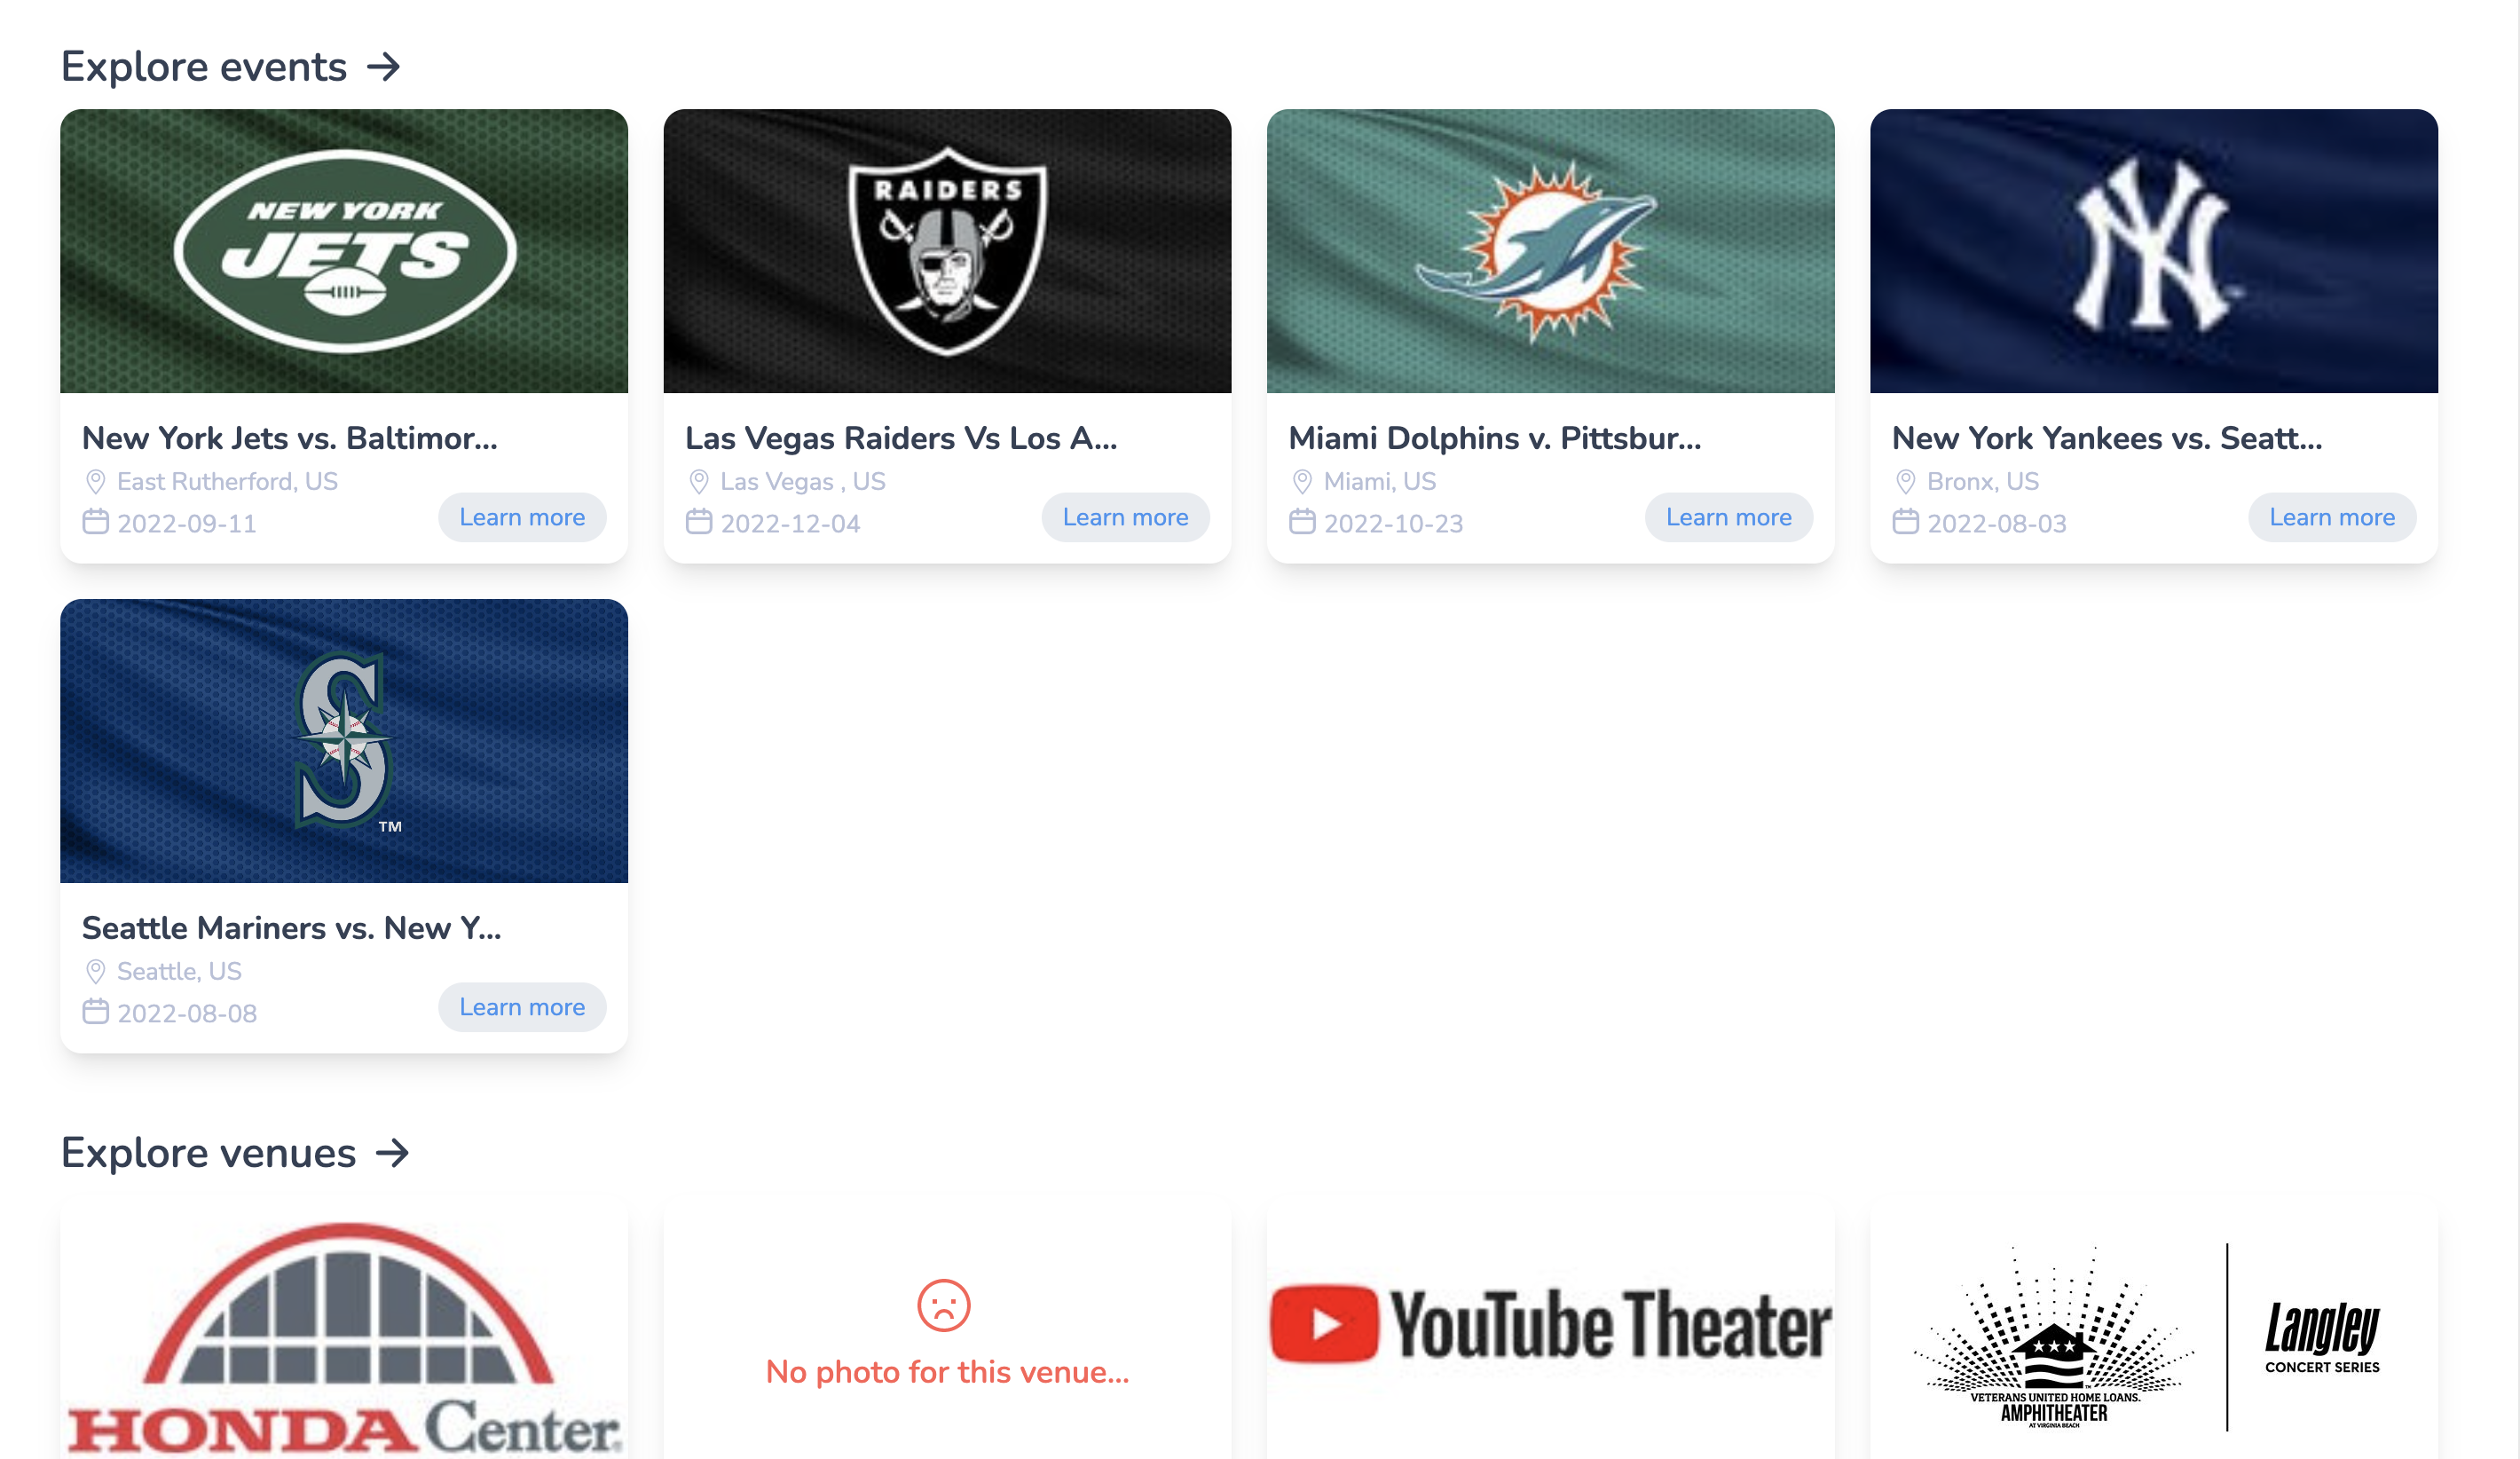 Explore events
NEW YORK
JETS
RAIDERS
NY
New York Jets vs. Baltimor...
East Rutherford, US
2022-09-11
Learn more
Las Vegas Raiders Vs Los A...
Las Vegas , US
2022-12-04
Learn more
Miami Dolphins v. Pittsbur...
Miami, US
2022-10-23
Learn more
New York Yankees vs. Seatt...
Bronx, US
2022-08-03
Learn more
S
TM
Seattle Mariners vs. New Y...
Seattle, US
2022-08-08
Learn more
Explore venues
HONDA Center
No photo for this venue...
YouTube Theater
VETERANS UNITED HOME LOANS.
AMPHITHEATER
AT VIRGINIA BEACH
Langley
CONCERT SERIES